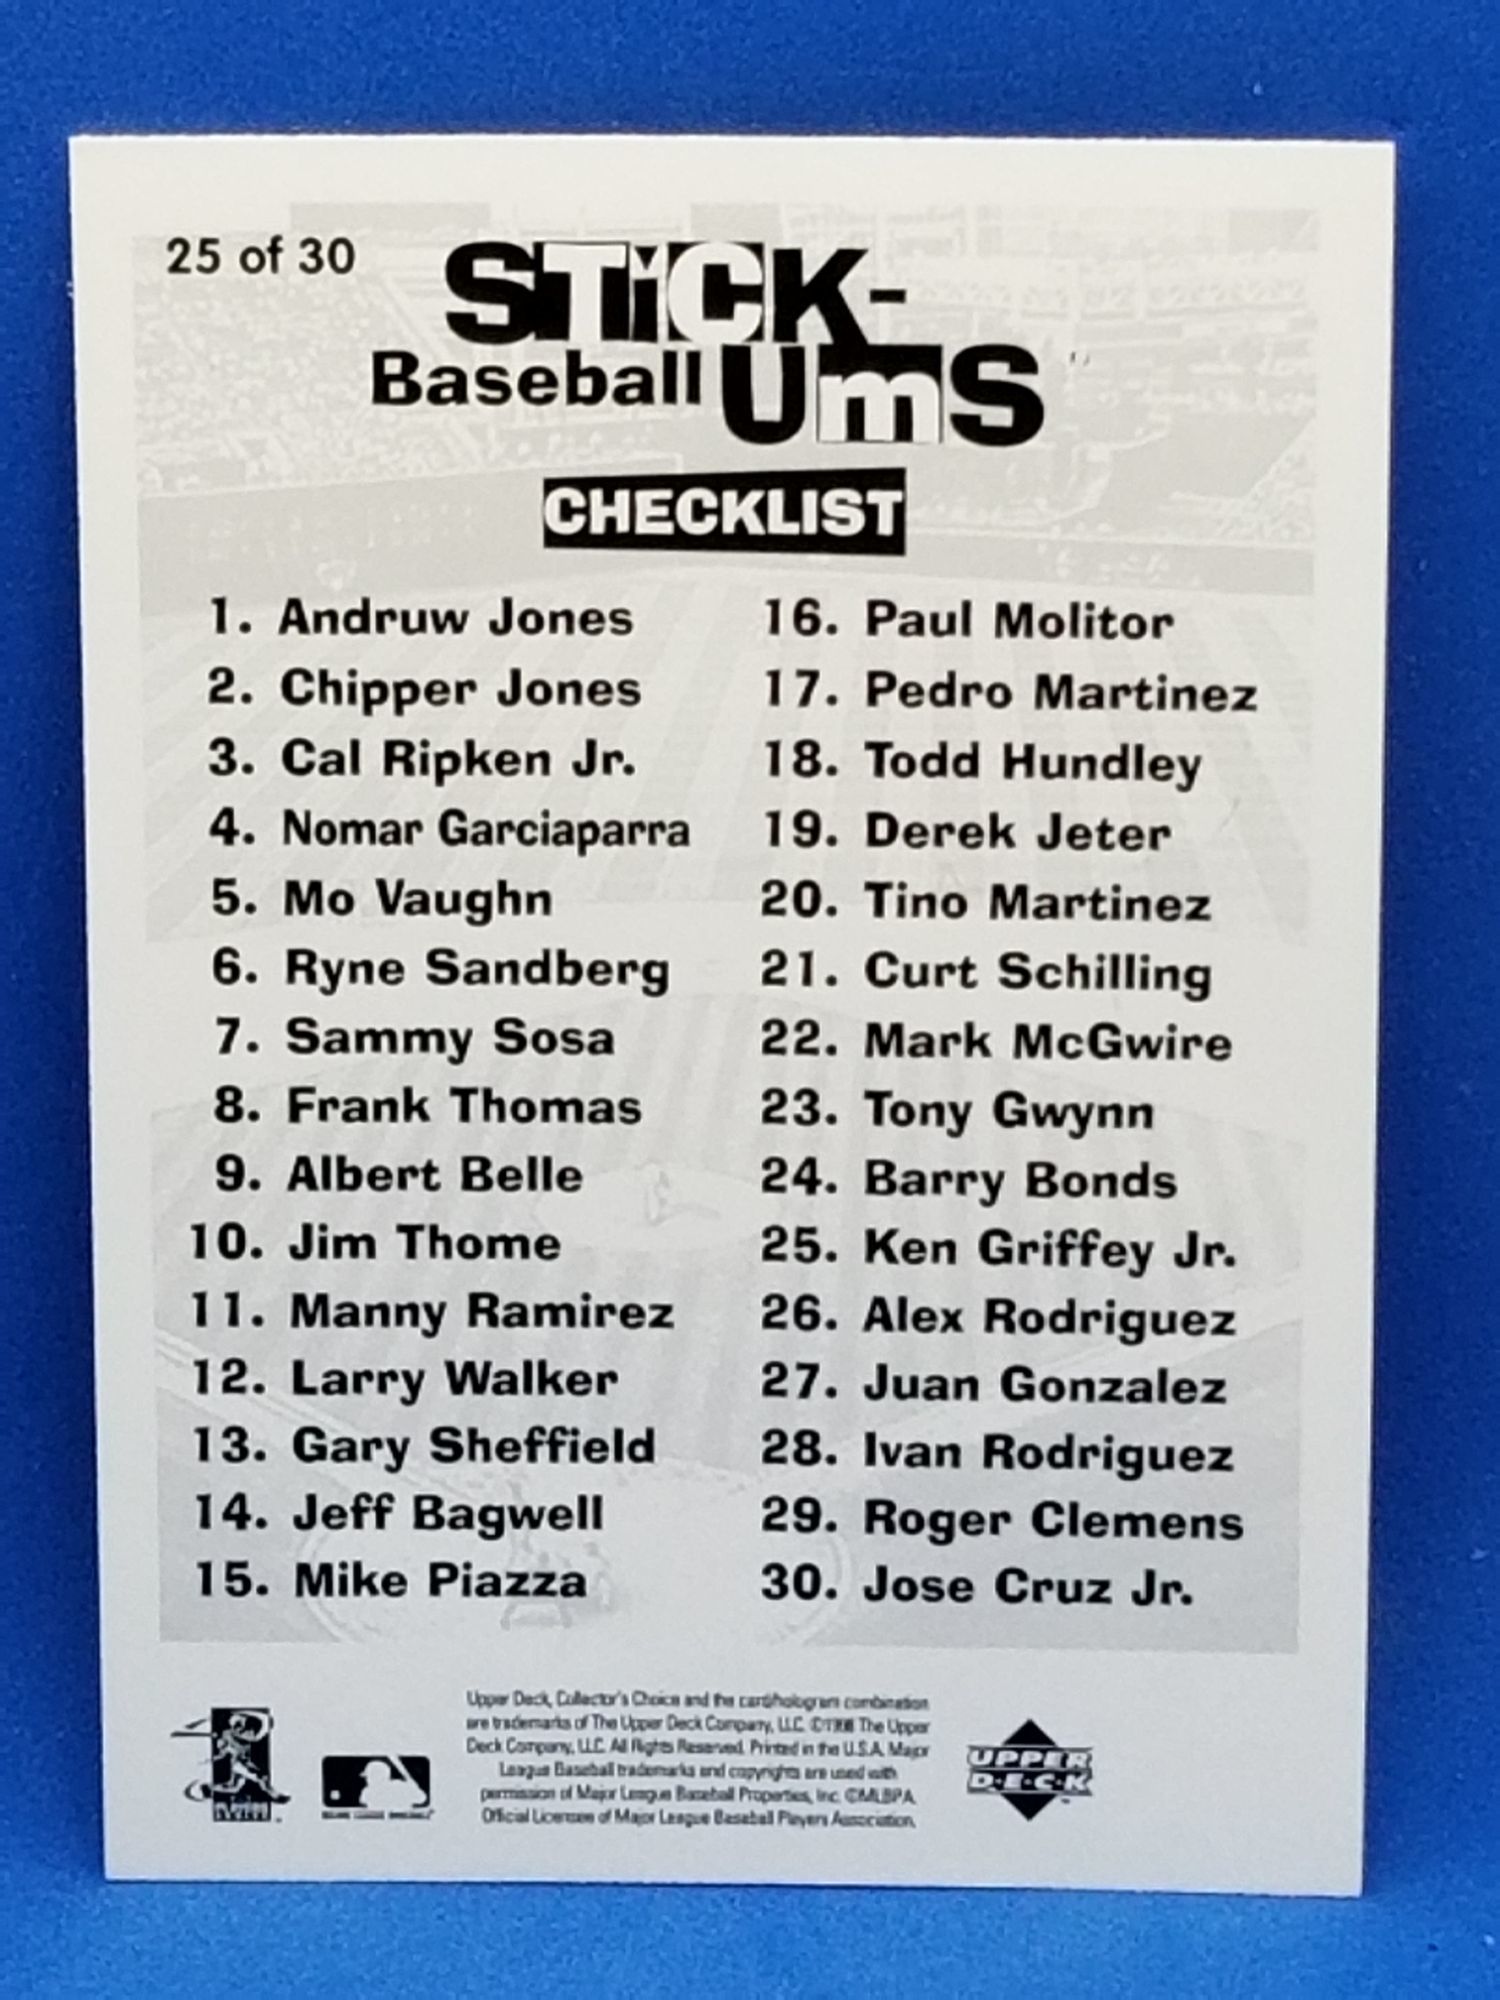 25 of 30
STiCK-
Baseball UmS
CHECKLIST
1. Andruw Jones
2. Chipper Jones
3. Cal Ripken Jr.
4. Nomar Garciaparra
5. Mo Vaughn
6. Ryne Sandberg
7. Sammy Sosa
8. Frank Thomas
9. Albert Belle
10. Jim Thome
11. Manny Ramirez
12. Larry Walker
13. Gary Sheffield
14. Jeff Bagwell
15. Mike Piazza
16. Paul Molitor
17. Pedro Martinez
18. Todd Hundley
19. Derek Jeter
20. Tino Martinez
21. Curt Schilling
22. Mark McGwire
23. Tony Gwynn
24. Barry Bonds
25. Ken Griffey Jr.
26. Alex Rodriguez
27. Juan Gonzalez
28. Ivan Rodriguez
29. Roger Clemens
30. Jose Cruz Jr.
Upper Deck, Collector's Choice and the card/hologram combination
are trademarks of The Upper Deck Company, LLC. ©1998 The Upper
Deck Company, LLC. All Rights Reserved. Printed in the U.S.A. Major
League Baseball trademarks and copyrights are used with
permission of Major League Baseball Properties, Inc. ©MLBPA
Official Licensee of Major League Baseball Players Association.
UPPER
D·E·C·K